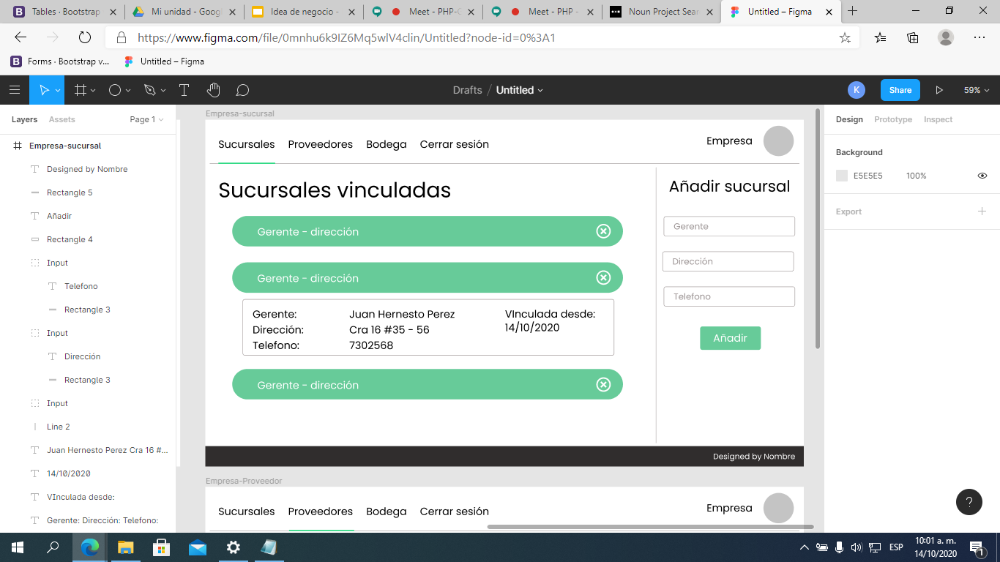 Tables · Bootstrap
Mi unidad - Googl
Idea de negocio -
Meet - PHP-C
Meet - PHP -
Noun Project Sear
Untitled – Figma
https://www.figma.com/file/0mnhu6k9IZ6Mq5wlV4clin/Untitled?node-id=0%3A1
Forms · Bootstrap v...
Untitled – Figma
Drafts / Untitled
K
Share
59%
Layers
Assets
Page 1
Empresa-sucursal
Designed by Nombre
Rectangle 5
Añadir
Rectangle 4
Input
Telefono
Rectangle 3
Input
Dirección
Rectangle 3
Input
Line 2
Juan Hernesto Perez Cra 16 #...
14/10/2020
VInculada desde:
Gerente: Dirección: Telefono:
Empresa-sucursal
Sucursales
Proveedores
Bodega
Cerrar sesión
Empresa
Sucursales vinculadas
Gerente - dirección
Gerente - dirección
Gerente: Juan Hernesto Perez VInculada desde:
Dirección: Cra 16 #35 - 56 14/10/2020
Telefono: 7302568
Gerente - dirección
Añadir sucursal
Gerente
Dirección
Telefono
Añadir
Designed by Nombre
Empresa-Proveedor
Sucursales
Proveedores
Bodega
Cerrar sesión
Empresa
Design
Prototype
Inspect
Background
E5E5E5
100%
Export
?
ESP
10:01 a. m.
14/10/2020
1